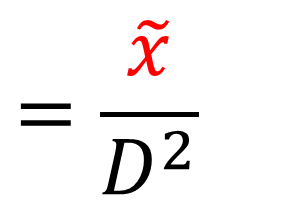 = x̃ / D²